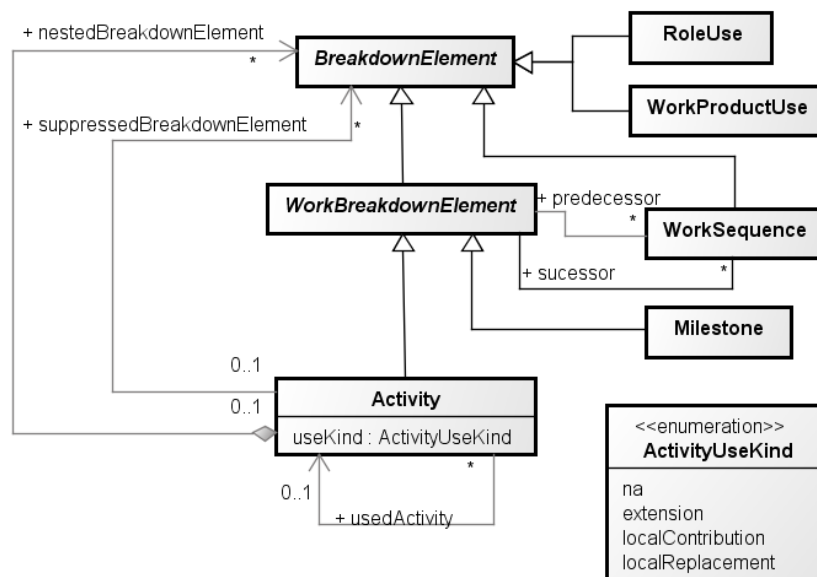 + nestedBreakdownElement
*
BreakdownElement
RoleUse
WorkProductUse
+ suppressedBreakdownElement
*
WorkBreakdownElement
+ predecessor
*
WorkSequence
+ sucessor
*
Milestone
0..1
0..1
Activity
useKind : ActivityUseKind
*
0..1
+ usedActivity
<<enumeration>>
ActivityUseKind
na
extension
localContribution
localReplacement